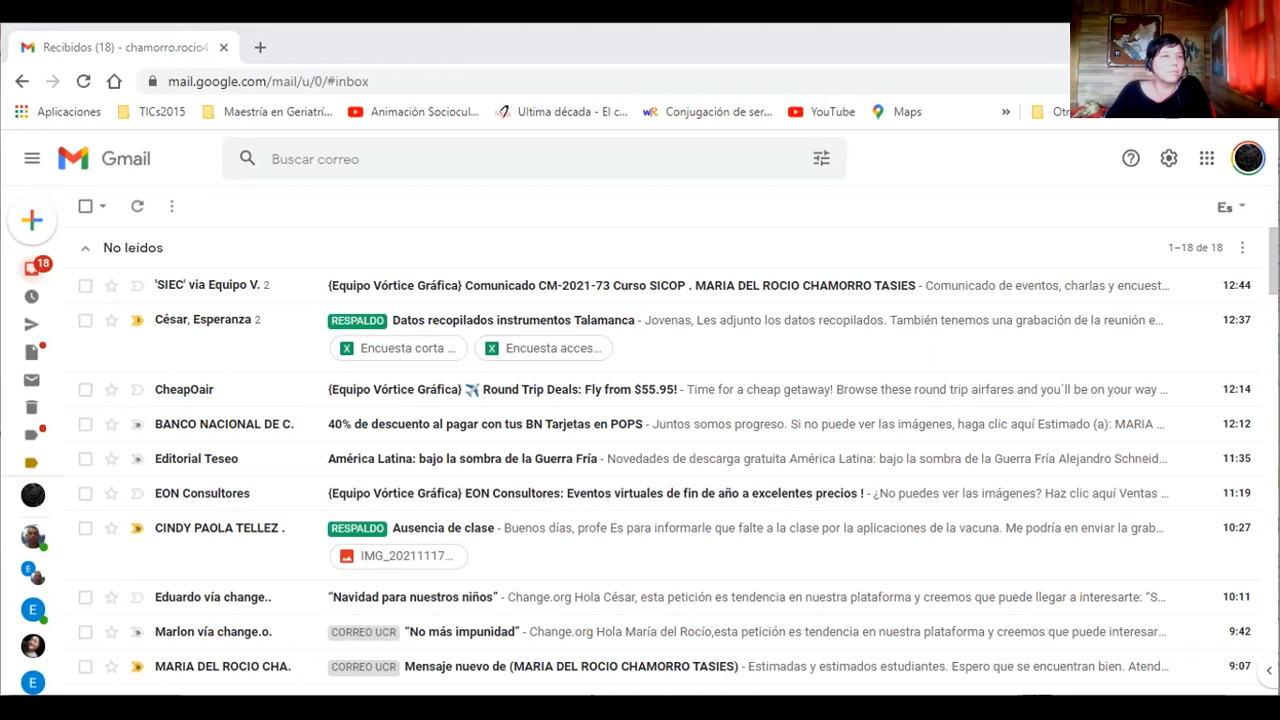 Recibidos (18) - chamorro.rocio4
mail.google.com/mail/u/0/#inbox
Aplicaciones TICs2015 Maestría en Geriatrí... Animación Sociocul... Ultima década - El c... Conjugación de ser... YouTube Maps » Otr
Gmail Buscar correo
Es
No leidos 1–18 de 18
18
'SIEC' via Equipo V. 2 {Equipo Vórtice Gráfica} Comunicado CM-2021-73 Curso SICOP . MARIA DEL ROCIO CHAMORRO TASIES - Comunicado de eventos, charlas y encuest... 12:44
César, Esperanza 2 RESPALDO Datos recopilados instrumentos Talamanca - Jovenas, Les adjunto los datos recopilados. También tenemos una grabación de la reunión e... 12:37
Encuesta corta ... Encuesta acces...
CheapOair {Equipo Vórtice Gráfica} ✈️ Round Trip Deals: Fly from $55.95! - Time for a cheap getaway! Browse these round trip airfares and you´ll be on your way ... 12:14
BANCO NACIONAL DE C. 40% de descuento al pagar con tus BN Tarjetas en POPS - Juntos somos progreso. Si no puede ver las imágenes, haga clic aquí Estimado (a): MARIA ... 12:12
Editorial Teseo América Latina: bajo la sombra de la Guerra Fría - Novedades de descarga gratuita América Latina: bajo la sombra de la Guerra Fría Alejandro Schneid... 11:35
EON Consultores {Equipo Vórtice Gráfica} EON Consultores: Eventos virtuales de fin de año a excelentes precios ! - ¿No puedes ver las imágenes? Haz clic aquí Ventas ... 11:19
CINDY PAOLA TELLEZ . RESPALDO Ausencia de clase - Buenos días, profe Es para informarle que falte a la clase por la aplicaciones de la vacuna. Me podría en enviar la grab... 10:27
IMG_20211117...
E
Eduardo vía change.. “Navidad para nuestros niños” - Change.org Hola César, esta petición es tendencia en nuestra plataforma y creemos que puede llegar a interesarte: “S... 10:11
E
Marlon vía change.o. CORREO UCR “No más impunidad” - Change.org Hola María del Rocío,esta petición es tendencia en nuestra plataforma y creemos que puede interesar... 9:42
MARIA DEL ROCIO CHA. CORREO UCR Mensaje nuevo de (MARIA DEL ROCIO CHAMORRO TASIES) - Estimadas y estimados estudiantes. Espero que se encuentran bien. Atend... 9:07
E